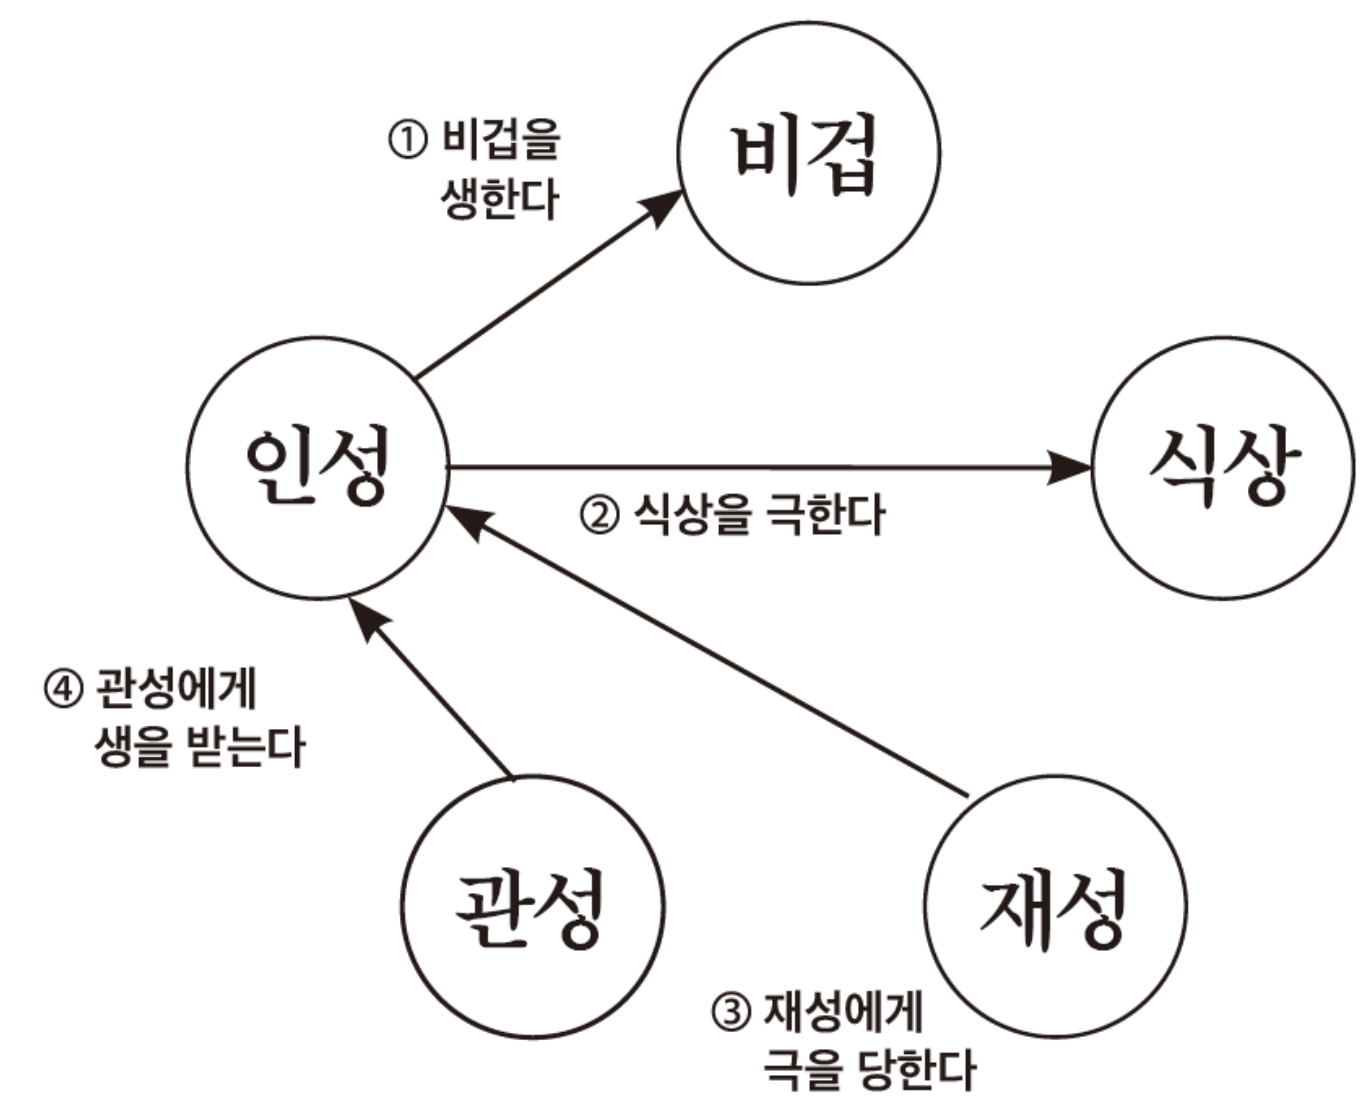 ① 비겁을
생한다
비겁
인성
식상
② 식상을 극한다
④ 관성에게
생을 받는다
관성
재성
③ 재성에게
극을 당한다